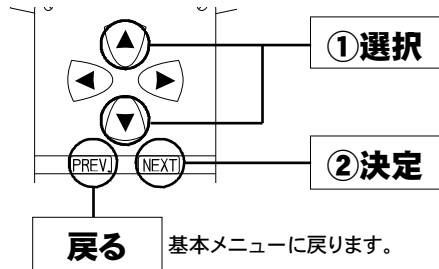 ①選択
PREV.
NEXT
②決定
戻る
基本メニューに戻ります。